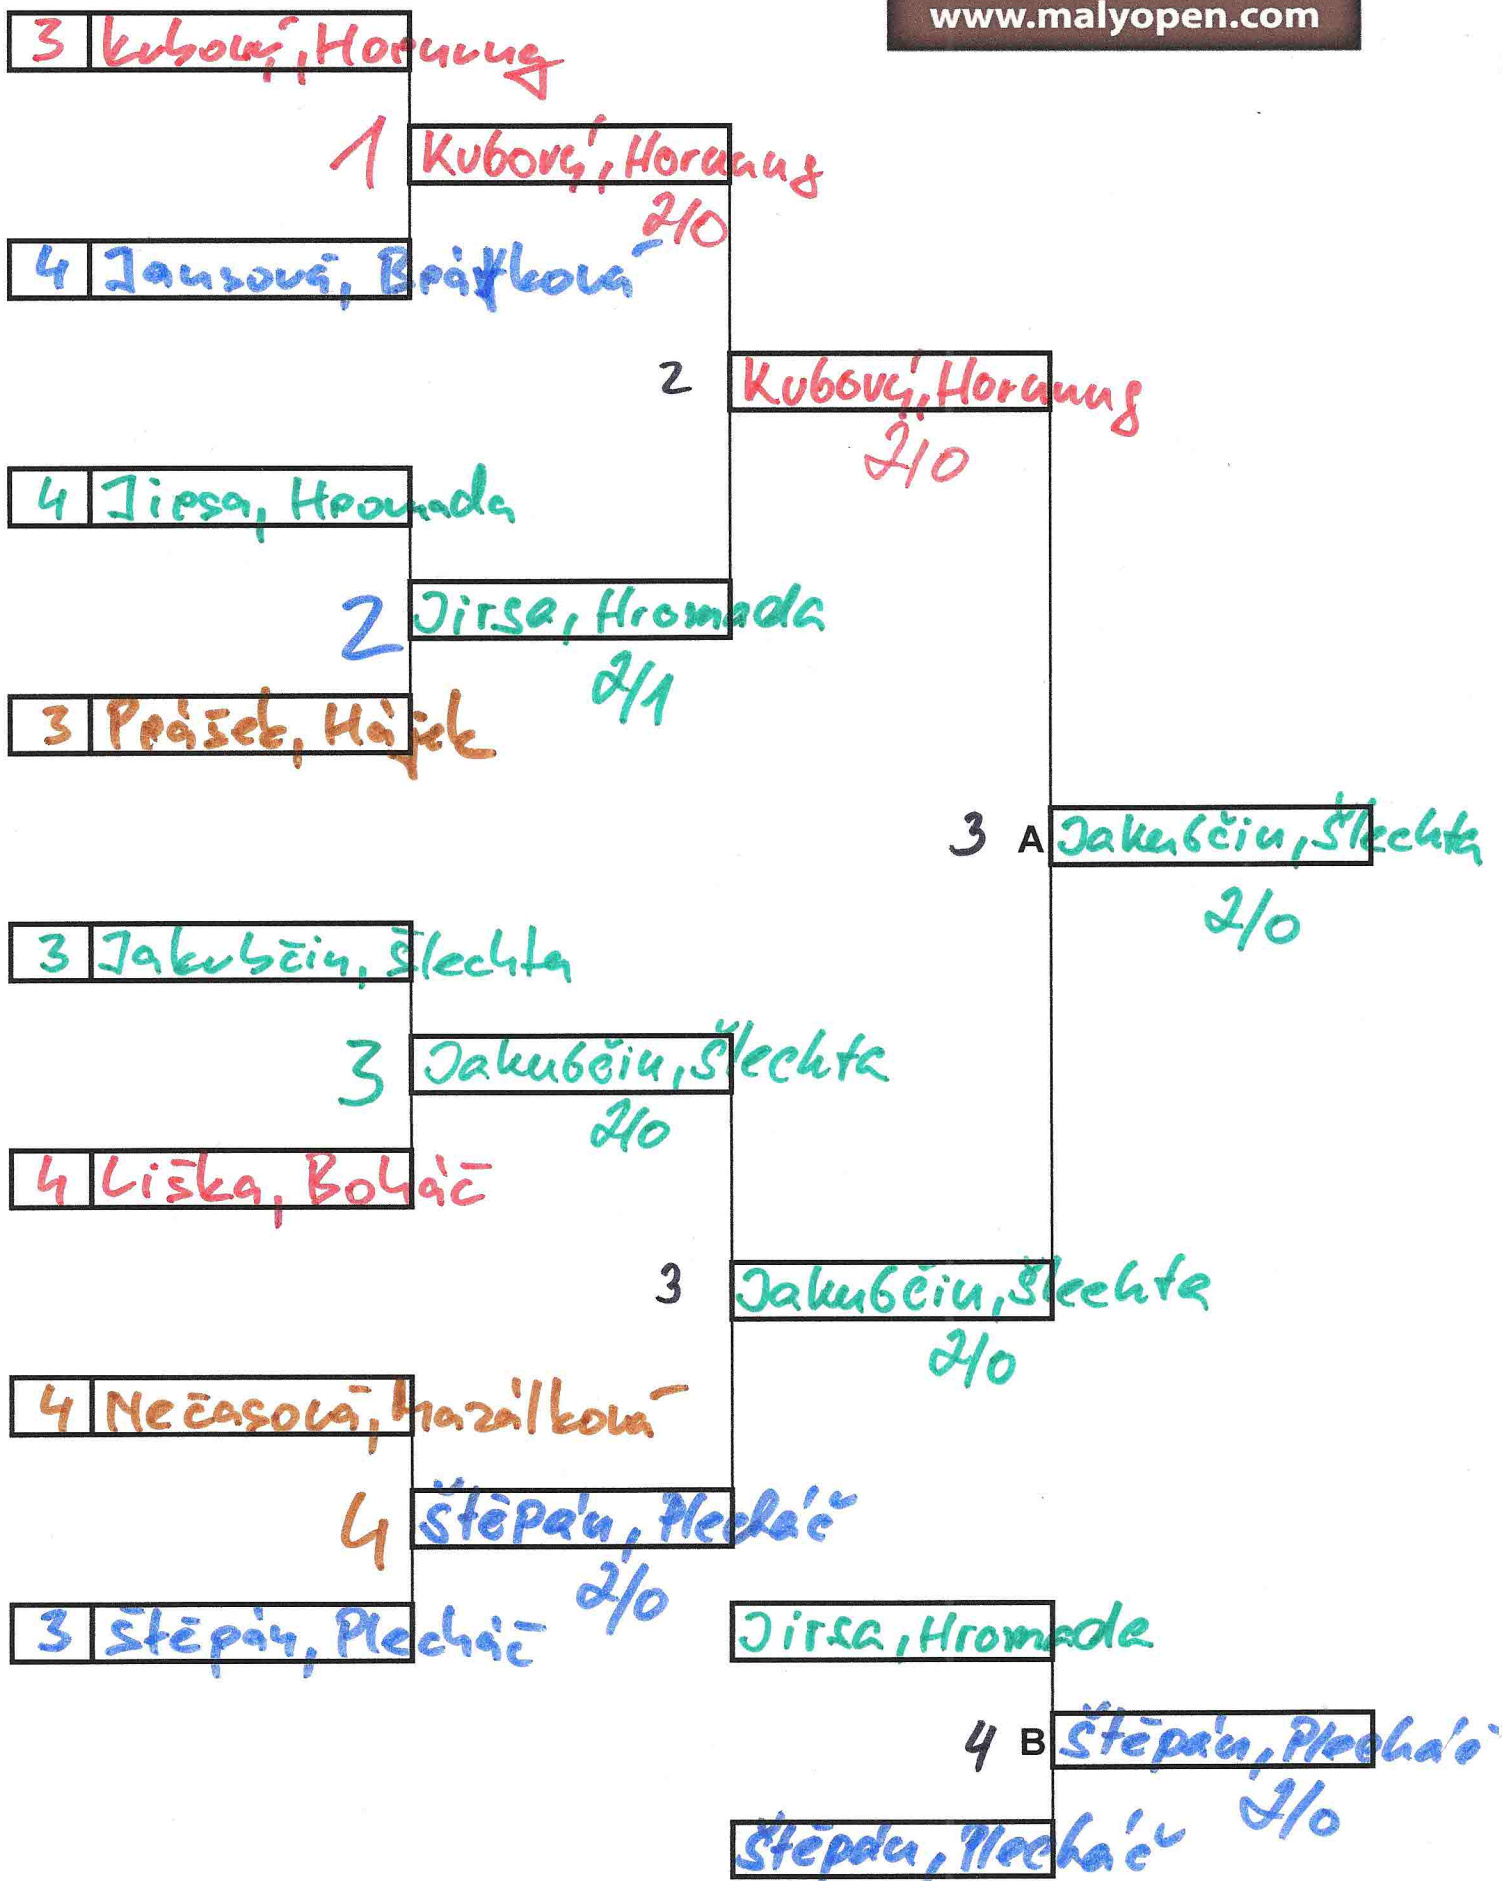 www.malyopen.com
3 Kubový, Hornung
1 Kubový, Hornung
2/0
4 Jansová, Brátková
2 Kubový, Hornung
2/0
4 Jirsa, Hromada
2 Jirsa, Hromada
2/1
3 Prášek, Hájek
3 A Jakubčin, Šlechta
2/0
3 Jakubčin, Šlechta
3 Jakubčin, Šlechta
2/0
4 Liška, Boháč
3 Jakubčin, Šlechta
2/0
4 Nečasová, Mazálková
4 Štěpán, Plecháč
2/0
3 Štěpán, Plecháč
Jirsa, Hromada
4 B Štěpán, Plecháč
2/0
Štěpán, Plecháč